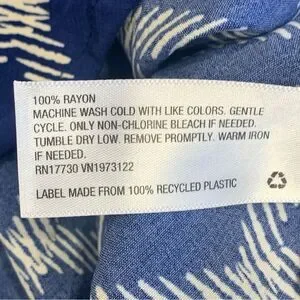 100% RAYON
MACHINE WASH COLD WITH LIKE COLORS. GENTLE
CYCLE. ONLY NON-CHLORINE BLEACH IF NEEDED.
TUMBLE DRY LOW. REMOVE PROMPTLY. WARM IRON
IF NEEDED.
RN17730 VN1973122
LABEL MADE FROM 100% RECYCLED PLASTIC